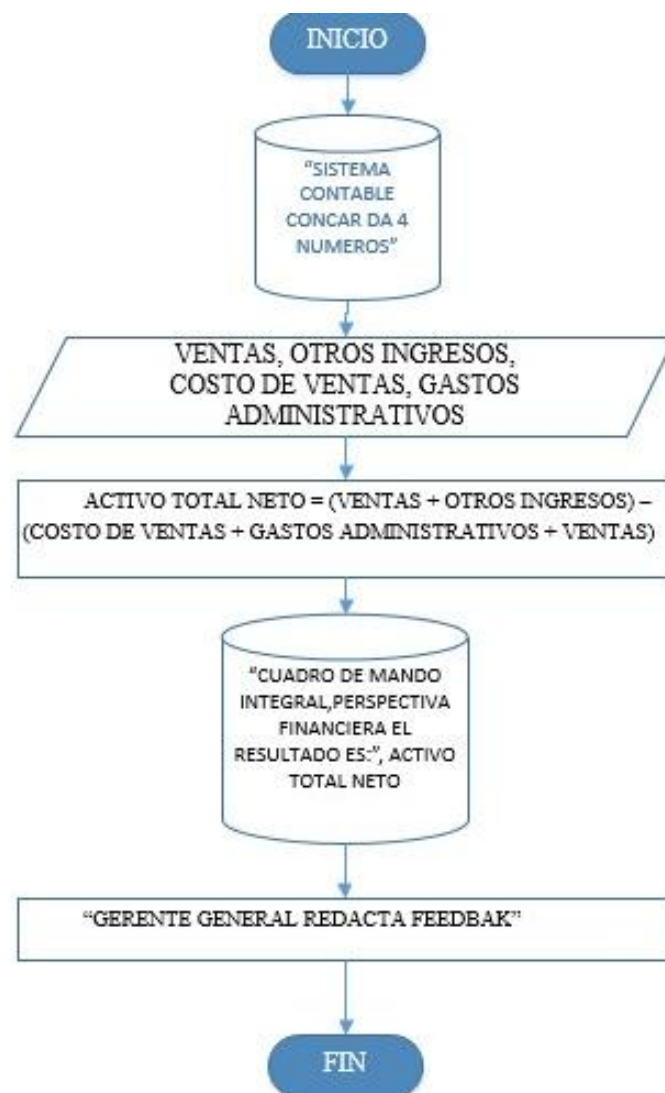 INICIO
“SISTEMA
CONTABLE
CONCAR DA 4
NUMEROS”
VENTAS, OTROS INGRESOS,
COSTO DE VENTAS, GASTOS
ADMINISTRATIVOS
ACTIVO TOTAL NETO = (VENTAS + OTROS INGRESOS) –
(COSTO DE VENTAS + GASTOS ADMINISTRATIVOS + VENTAS)
“CUADRO DE MANDO
INTEGRAL,PERSPECTIVA
FINANCIERA EL
RESULTADO ES:”, ACTIVO
TOTAL NETO
“GERENTE GENERAL REDACTA FEEDBAK”
FIN